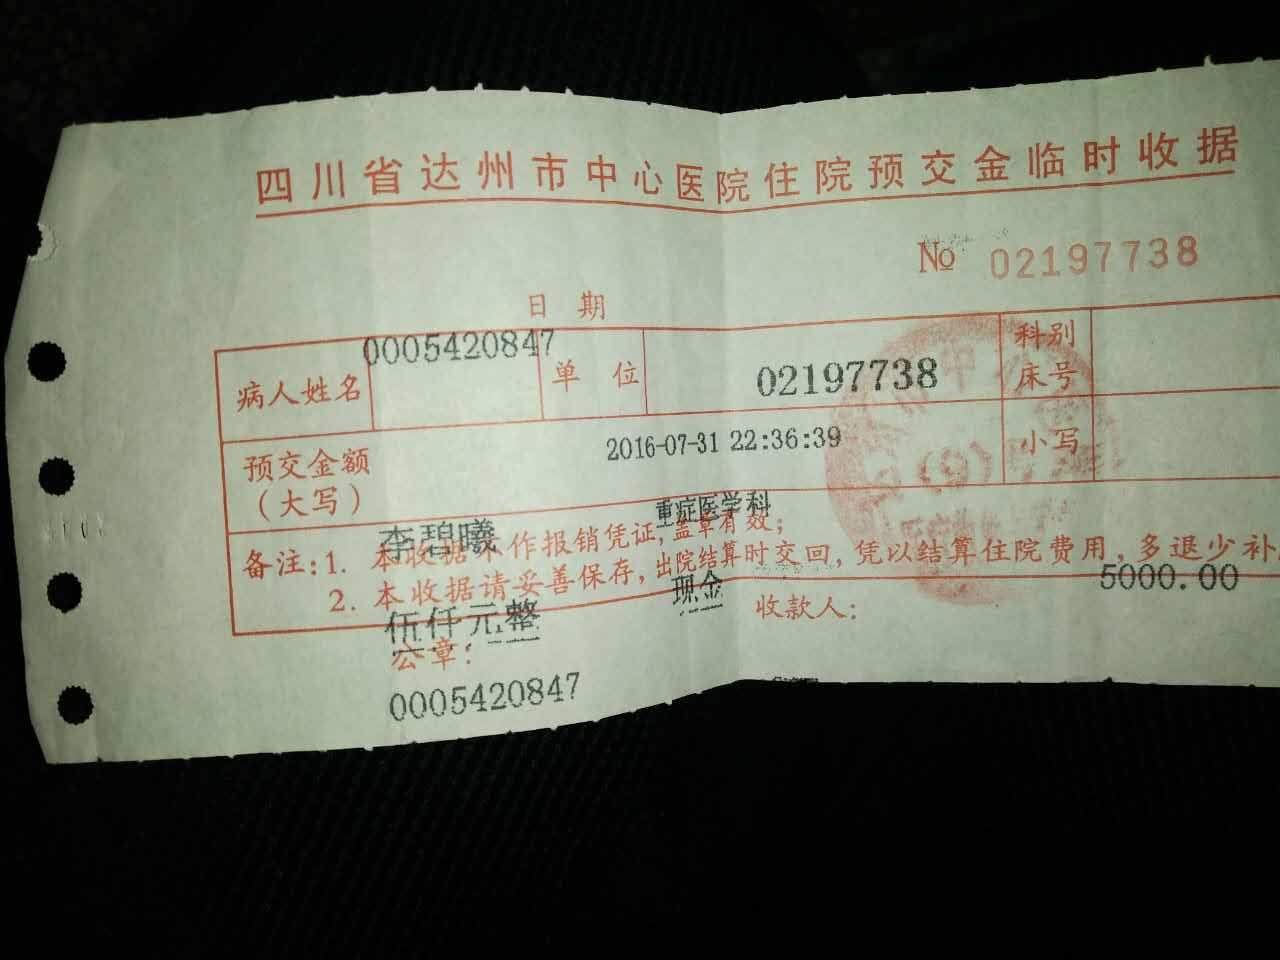 四川省达州市中心医院住院预交金临时收据
No 02197738
日 期
0005420847
病人姓名
单 位
02197738
科别
床号
预交金额
(大写)
2016-07-31 22:36:39
小写
李碧曦
重症医学科
备注:1. 本收据不作报销凭证,盖章有效;
2. 本收据请妥善保存,出院结算时交回,凭以结算住院费用,多退少补
5000.00
伍仟元整
现金
收款人:
公章:
0005420847